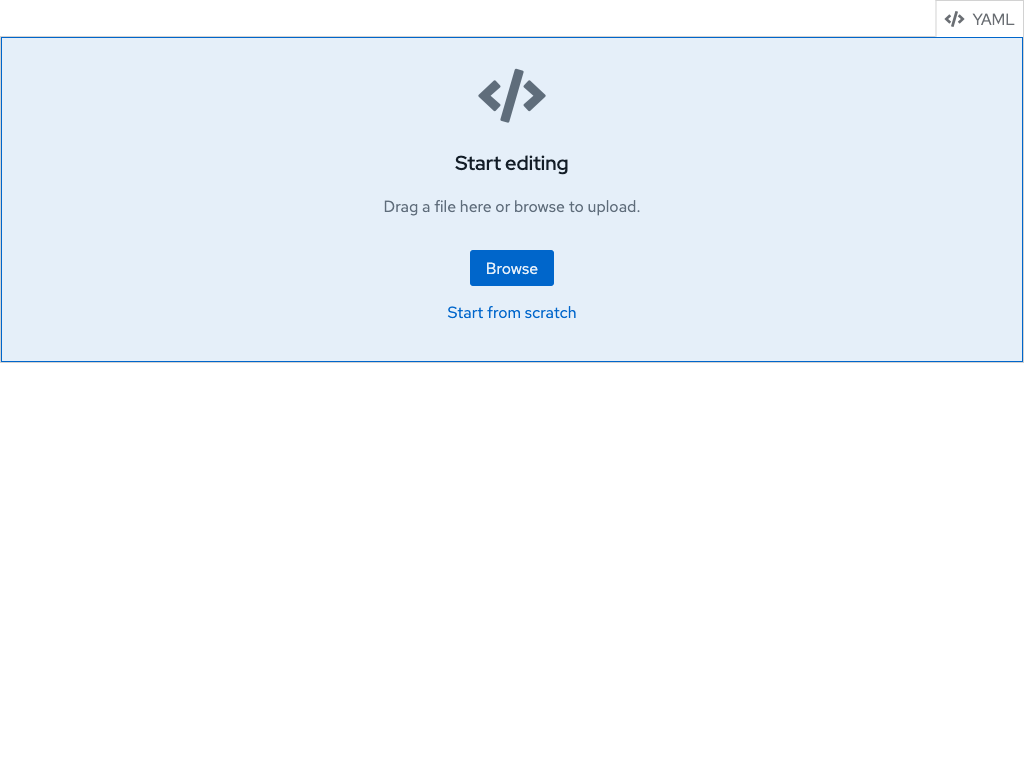 YAML
Start editing
Drag a file here or browse to upload.
Browse
Start from scratch